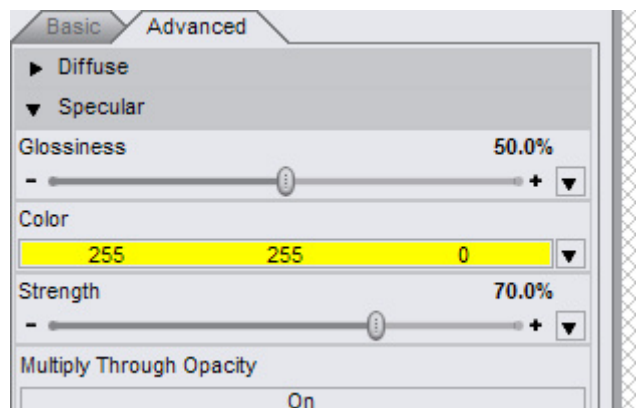 Basic Advanced
Diffuse
Specular
Glossiness 50.0%
- +
Color
255 255 0
Strength 70.0%
- +
Multiply Through Opacity
On